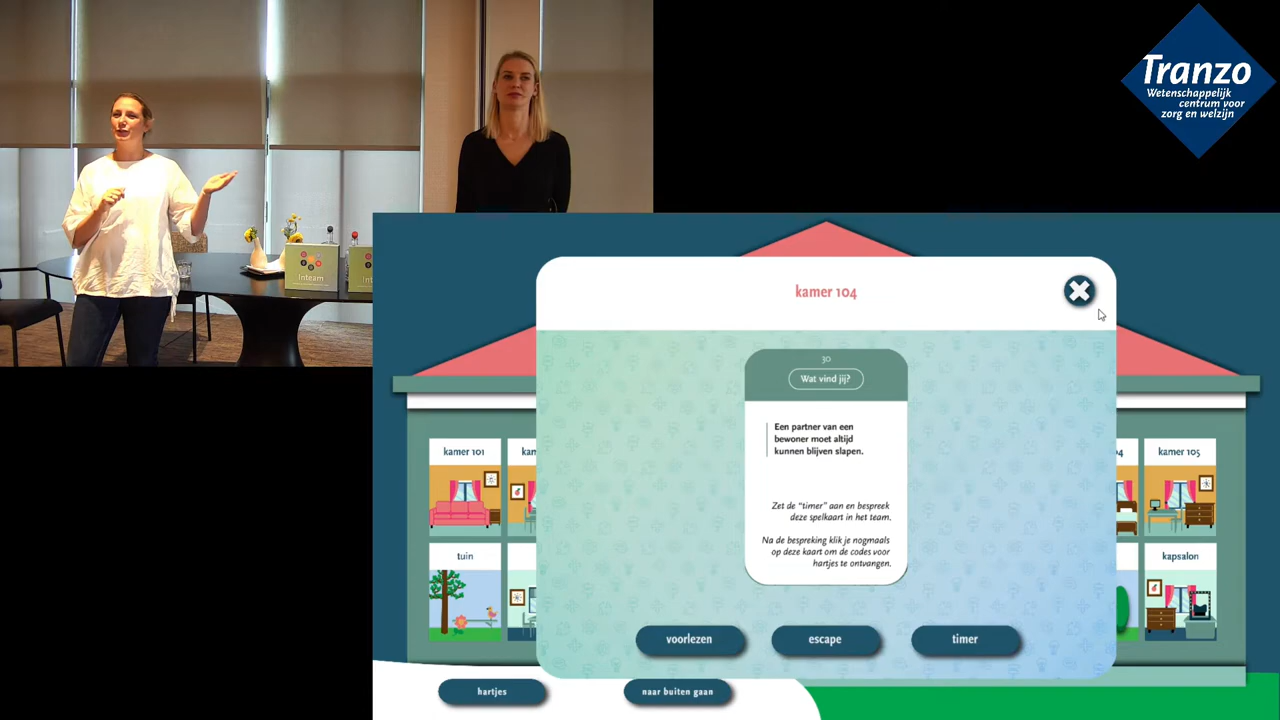 Tranzo
Wetenschappelijk
centrum voor
zorg en welzijn
Inteam
kamer 104
30
Wat vind jij?
Een partner van een
bewoner moet altijd
kunnen blijven slapen.
Zet de “timer” aan en bespreek
deze spelkaart in het team.
Na de bespreking klik je nogmaals
op deze kaart om de codes voor
hartjes te ontvangen.
voorlezen
escape
timer
kamer 101
kamer 105
tuin
kapsalon
hartjes
naar buiten gaan